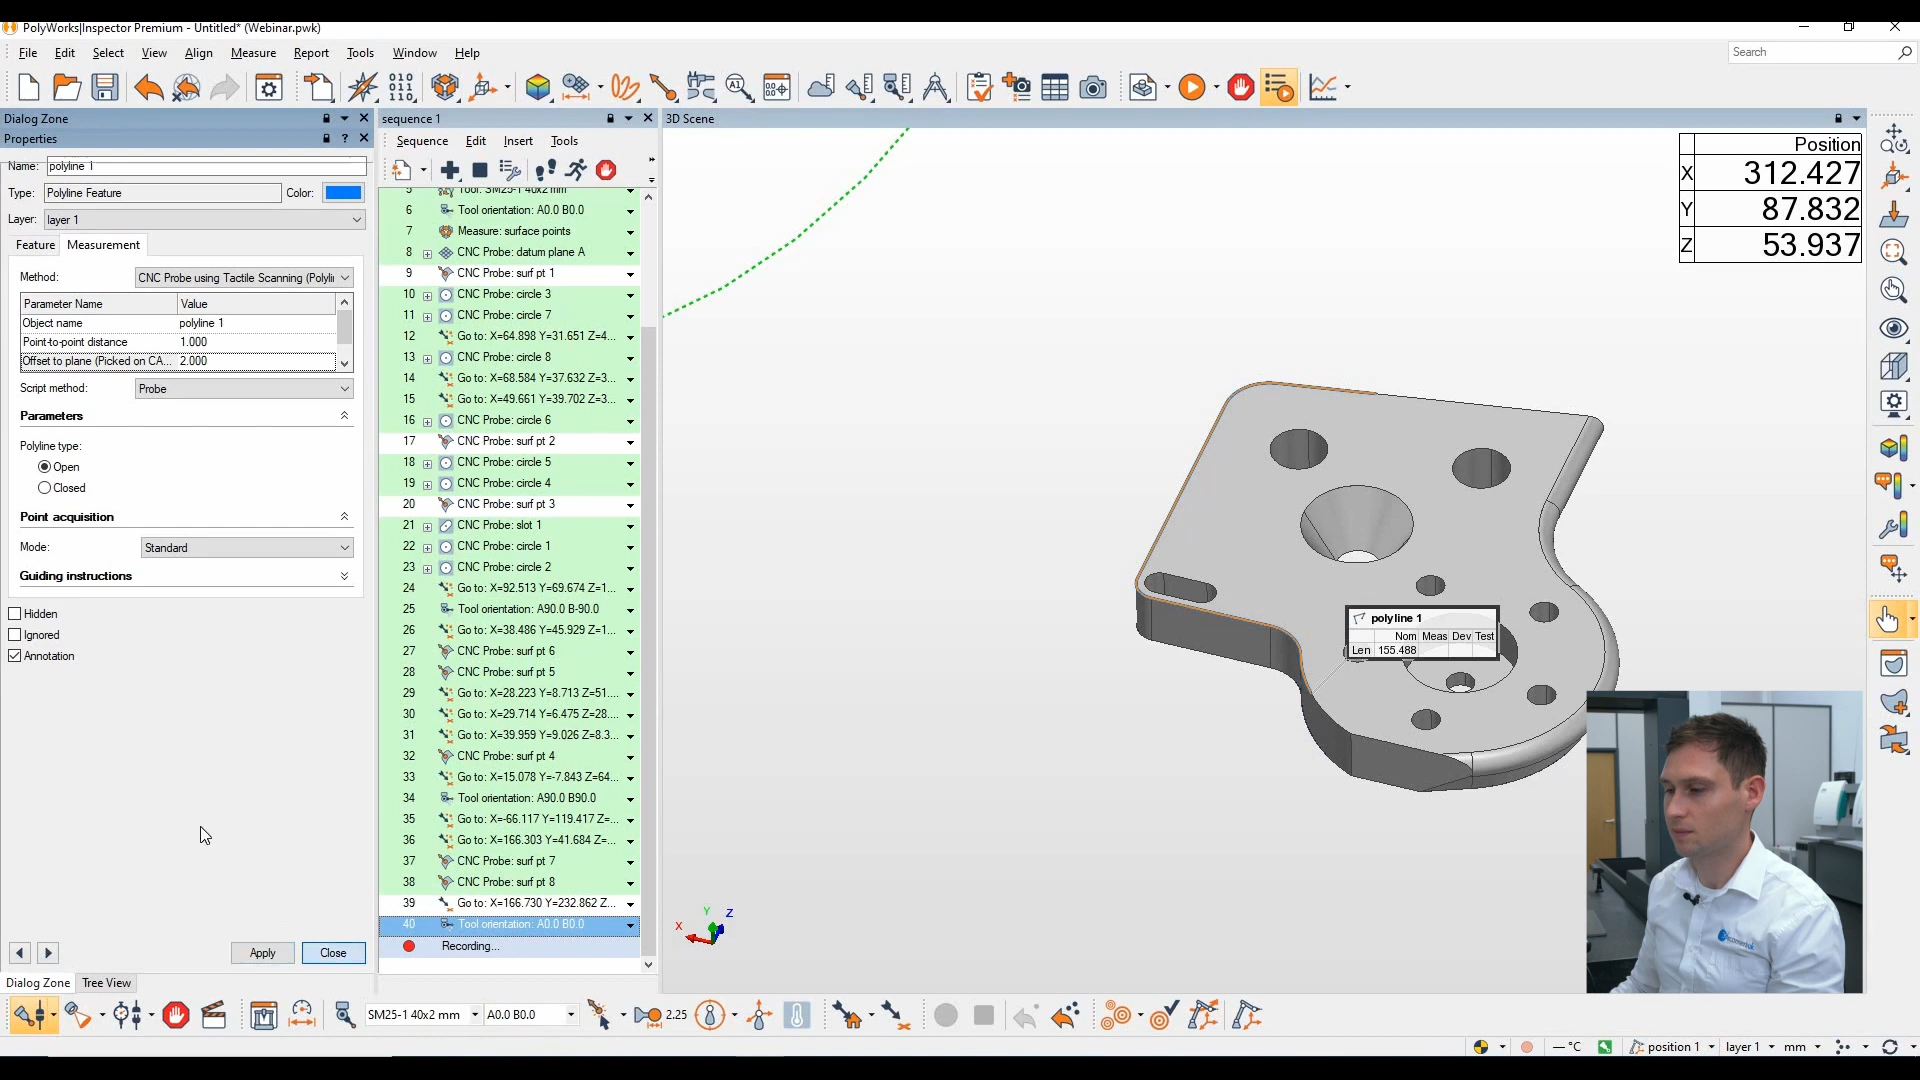 PolyWorks|Inspector Premium - Untitled* (Webinar.pwk)
File Edit Select View Align Measure Report Tools Window Help
Search
Dialog Zone
Properties
Name: polyline 1
Type: Polyline Feature Color:
Layer: layer 1
Feature Measurement
Method: CNC Probe using Tactile Scanning (Polyli
Parameter Name Value
Object name polyline 1
Point-to-point distance 1.000
Offset to plane (Picked on CA... 2.000
Script method: Probe
Parameters
Polyline type:
Open
Closed
Point acquisition
Mode: Standard
Guiding instructions
Hidden
Ignored
Annotation
Apply Close
Dialog Zone Tree View
sequence 1
Sequence Edit Insert Tools
5 Tool: SM25-1 40x2 mm
6 Tool orientation: A0.0 B0.0
7 Measure: surface points
8 CNC Probe: datum plane A
9 CNC Probe: surf pt 1
10 CNC Probe: circle 3
11 CNC Probe: circle 7
12 Go to: X=64.898 Y=31.651 Z=4...
13 CNC Probe: circle 8
14 Go to: X=68.584 Y=37.632 Z=3...
15 Go to: X=49.661 Y=39.702 Z=3...
16 CNC Probe: circle 6
17 CNC Probe: surf pt 2
18 CNC Probe: circle 5
19 CNC Probe: circle 4
20 CNC Probe: surf pt 3
21 CNC Probe: slot 1
22 CNC Probe: circle 1
23 CNC Probe: circle 2
24 Go to: X=92.513 Y=69.674 Z=1...
25 Tool orientation: A90.0 B-90.0
26 Go to: X=38.486 Y=45.929 Z=1...
27 CNC Probe: surf pt 6
28 CNC Probe: surf pt 5
29 Go to: X=28.223 Y=8.713 Z=51....
30 Go to: X=29.714 Y=6.475 Z=28....
31 Go to: X=39.959 Y=9.026 Z=8.3...
32 CNC Probe: surf pt 4
33 Go to: X=15.078 Y=-7.843 Z=64...
34 Tool orientation: A90.0 B90.0
35 Go to: X=-66.117 Y=119.417 Z=...
36 Go to: X=166.303 Y=41.684 Z=...
37 CNC Probe: surf pt 7
38 CNC Probe: surf pt 8
39 Go to: X=166.730 Y=232.862 Z...
40 Tool orientation: A0.0 B0.0
Recording...
3D Scene
Position
X 312.427
Y 87.832
Z 53.937
polyline 1
Nom Meas Dev Test
Len 155.488
X Y Z
SM25-1 40x2 mm A0.0 B0.0 2.25
— °C position 1 layer 1 mm